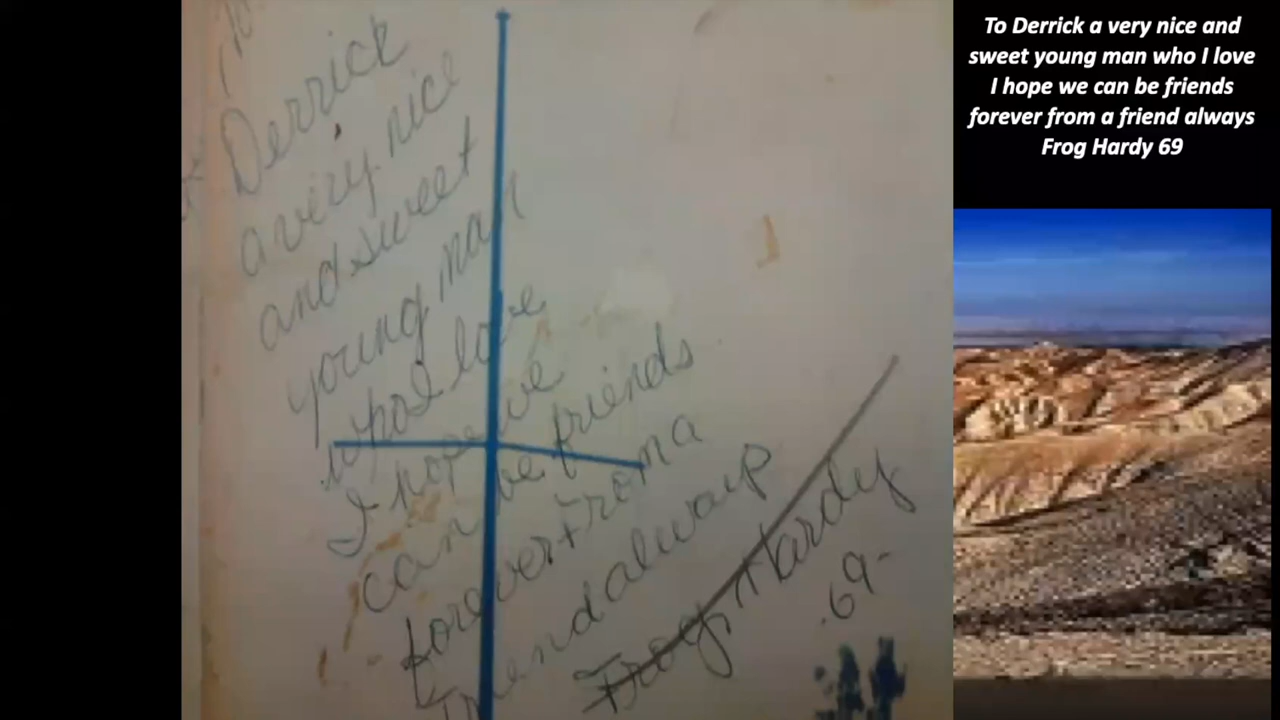 To
Derrick
a very nice
and sweet
young man
who I love
I hope we
can be friends
forever from a
friend always
Frog Hardy
69-
To Derrick a very nice and
sweet young man who I love
I hope we can be friends
forever from a friend always
Frog Hardy 69